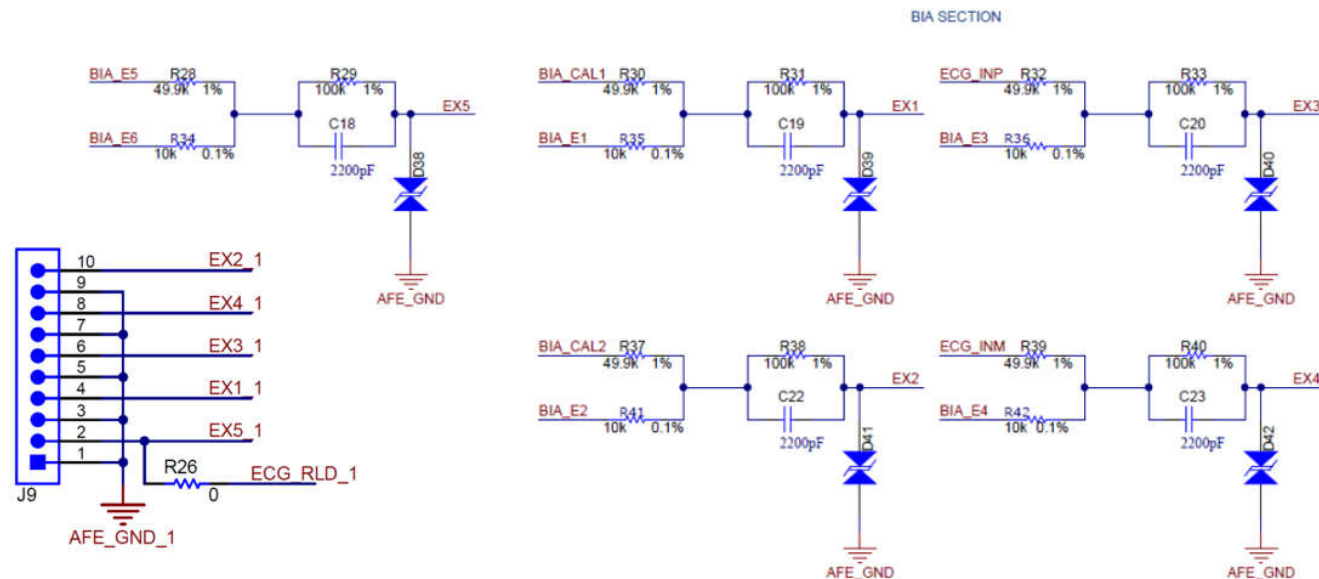 BIA SECTION
BIA_E5 R28 R29
49.9k 1% 100k 1%
EX5
C18
BIA_E6 R34
10k 0.1%
2200pF
D38
AFE_GND
BIA_CAL1 R30 R31
49.9k 1% 100k 1%
EX1
C19
BIA_E1 R35
10k 0.1%
2200pF
D39
AFE_GND
ECG_INP R32 R33
49.9k 1% 100k 1%
EX3
C20
BIA_E3 R36
10k 0.1%
2200pF
D40
AFE_GND
10 EX2_1
9
8 EX4_1
7
6 EX3_1
5
4 EX1_1
3
2 EX5_1
1
R26 ECG_RLD_1
0
J9
AFE_GND_1
BIA_CAL2 R37 R38
49.9k 1% 100k 1%
EX2
C22
BIA_E2 R41
10k 0.1%
2200pF
D41
AFE_GND
ECG_INM R39 R40
49.9k 1% 100k 1%
EX4
C23
BIA_E4 R42
10k 0.1%
2200pF
D42
AFE_GND